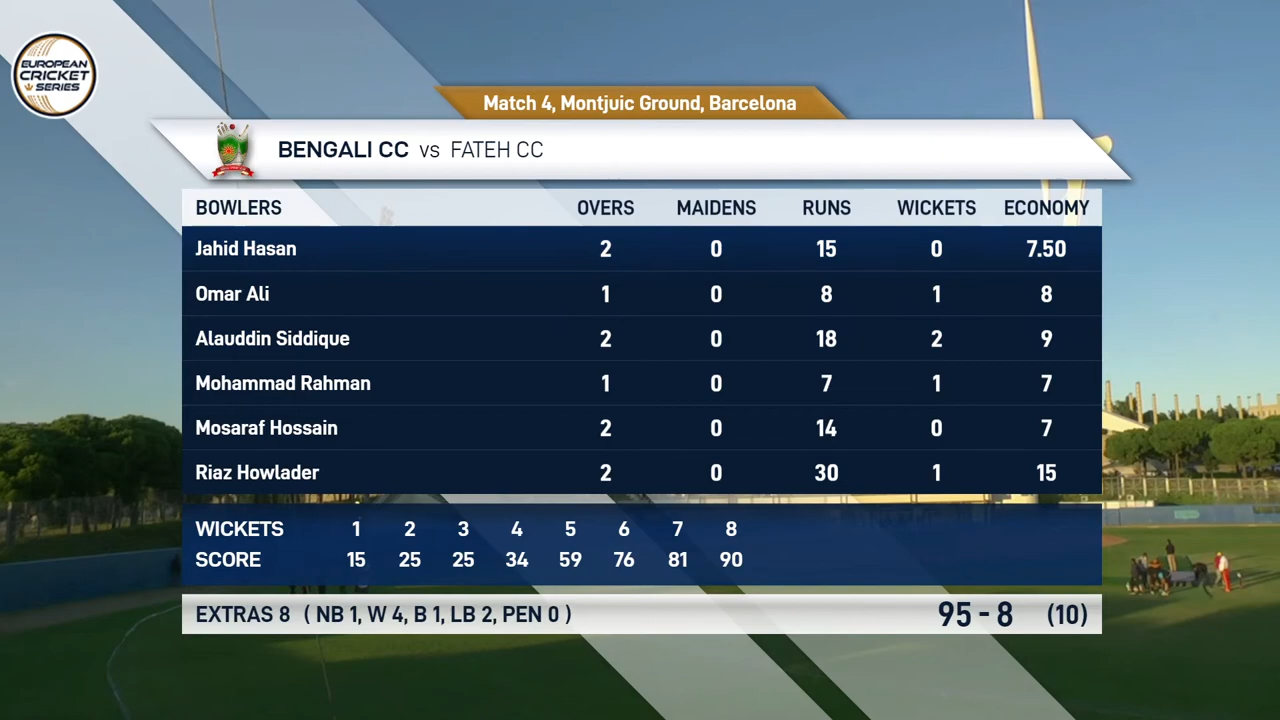 EUROPEAN
CRICKET
SERIES
Match 4, Montjuic Ground, Barcelona
BENGALI CC vs FATEH CC
BOWLERS OVERS MAIDENS RUNS WICKETS ECONOMY
Jahid Hasan 2 0 15 0 7.50
Omar Ali 1 0 8 1 8
Alauddin Siddique 2 0 18 2 9
Mohammad Rahman 1 0 7 1 7
Mosaraf Hossain 2 0 14 0 7
Riaz Howlader 2 0 30 1 15
WICKETS 1 2 3 4 5 6 7 8
SCORE 15 25 25 34 59 76 81 90
EXTRAS 8 ( NB 1, W 4, B 1, LB 2, PEN 0 ) 95 - 8 (10)